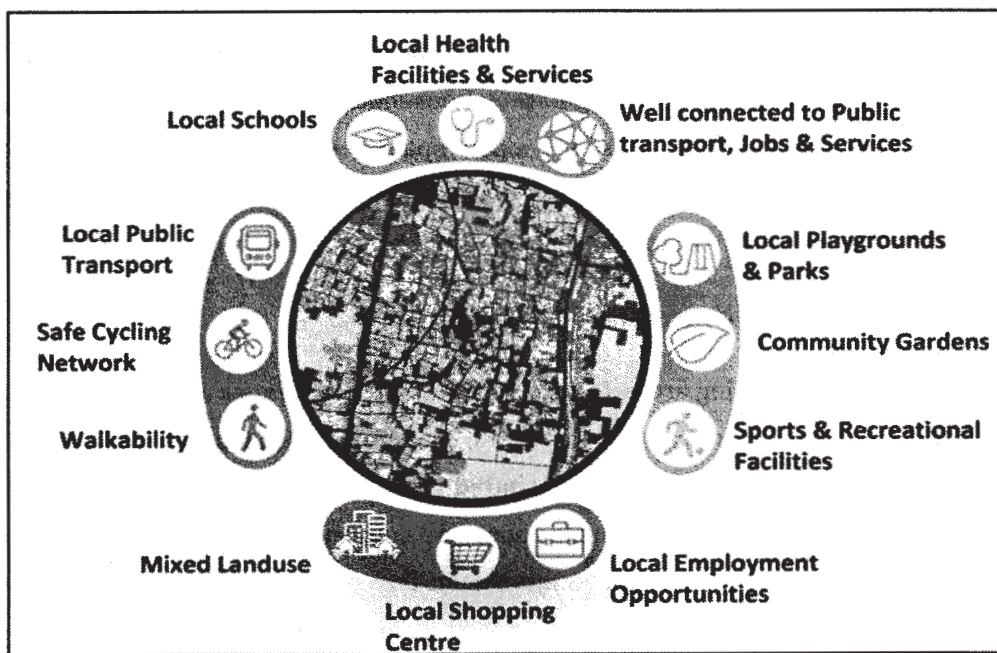 Local Health
Facilities & Services
Local Schools
Well connected to Public
transport, Jobs & Services
Local Public
Transport
Local Playgrounds
& Parks
Safe Cycling
Network
Community Gardens
Walkability
Sports & Recreational
Facilities
Mixed Landuse
Local Employment
Opportunities
Local Shopping
Centre